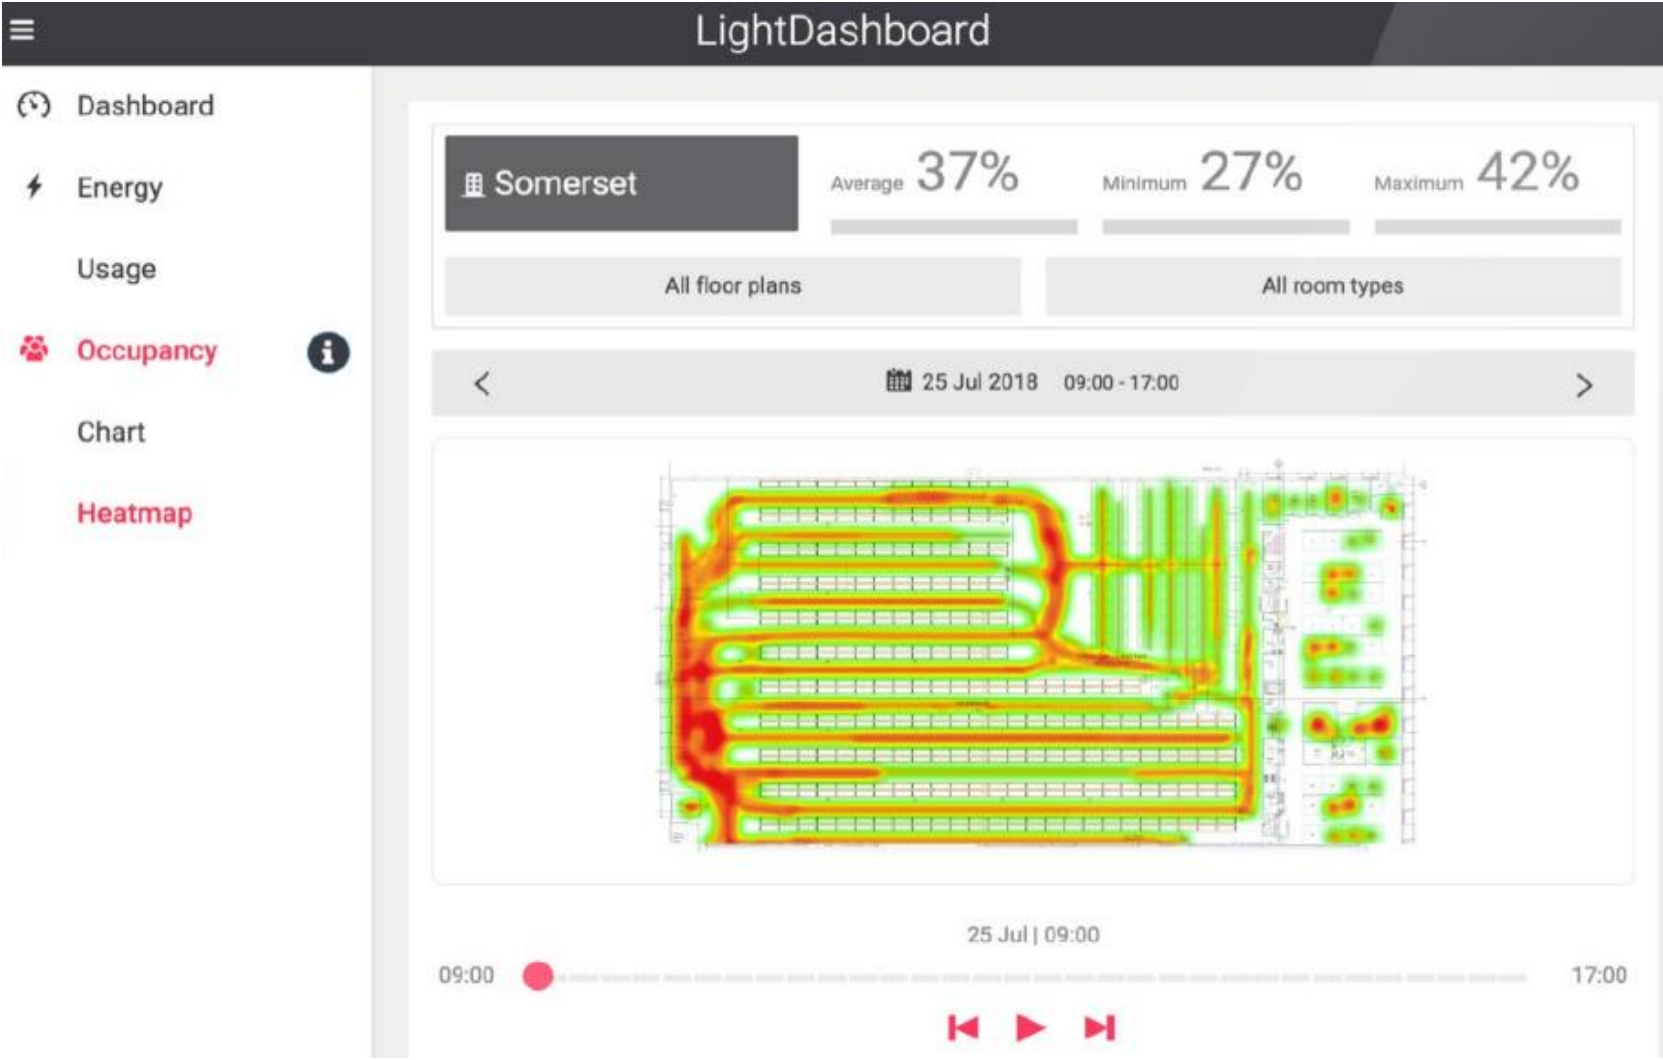 LightDashboard
Dashboard
Energy
Usage
Occupancy
Chart
Heatmap
Somerset
Average 37%
Minimum 27%
Maximum 42%
All floor plans
All room types
25 Jul 2018 09:00 - 17:00
25 Jul | 09:00
09:00
17:00